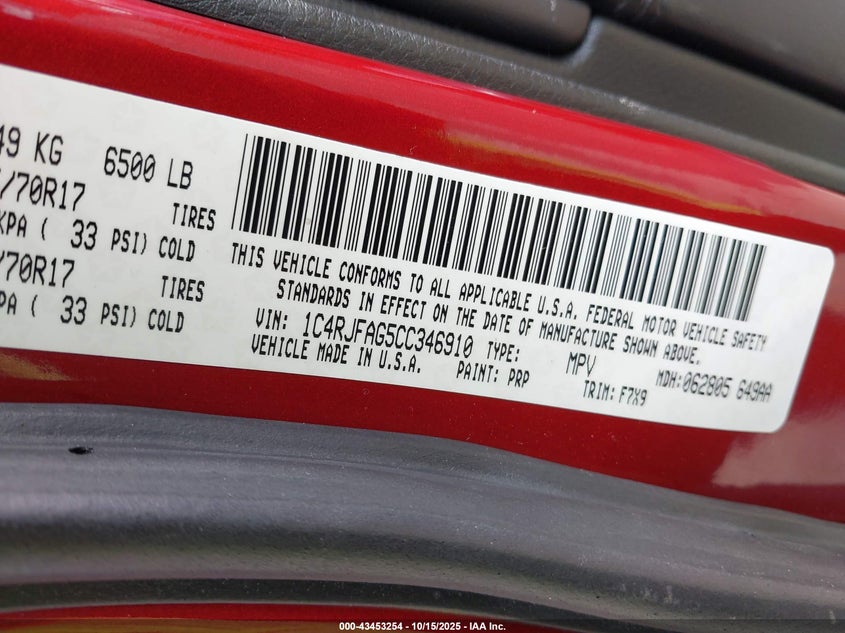 49 KG 6500 LB
/70R17 TIRES
KPA ( 33 PSI) COLD
/70R17 TIRES
PA ( 33 PSI) COLD
THIS VEHICLE CONFORMS TO ALL APPLICABLE U.S.A. FEDERAL MOTOR VEHICLE SAFETY
STANDARDS IN EFFECT ON THE DATE OF MANUFACTURE SHOWN ABOVE.
VIN: 1C4RJFAG5CC346910 TYPE: MPV MDH:062805 649AA
VEHICLE MADE IN U.S.A. PAINT: PRP TRIM: F7X9
000-43453254 - 10/15/2025 - IAA Inc.